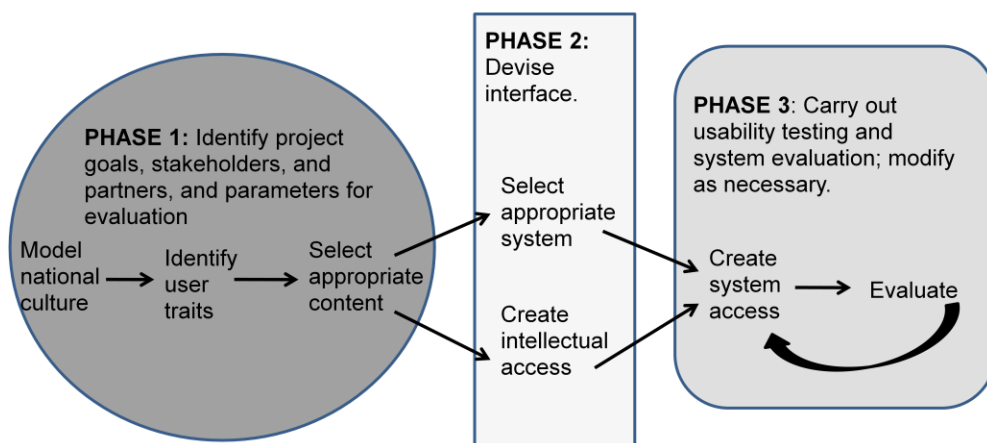 PHASE 1: Identify project
goals, stakeholders, and
partners, and parameters for
evaluation
Model
national
culture
Identify
user
traits
Select
appropriate
content
PHASE 2:
Devise
interface.
Select
appropriate
system
Create
intellectual
access
PHASE 3: Carry out
usability testing and
system evaluation; modify
as necessary.
Create
system
access
Evaluate